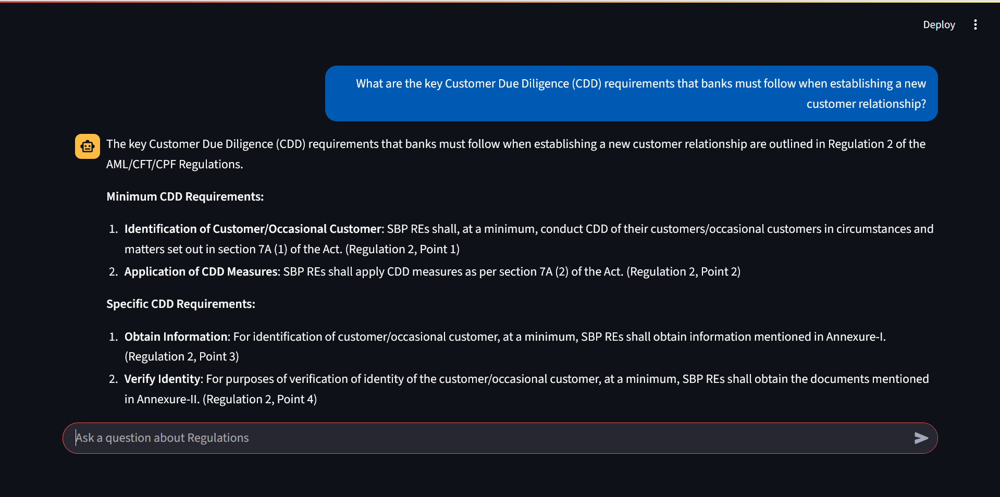 Deploy
What are the key Customer Due Diligence (CDD) requirements that banks must follow when establishing a new
customer relationship?
The key Customer Due Diligence (CDD) requirements that banks must follow when establishing a new customer relationship are outlined in Regulation 2 of the
AML/CFT/CPF Regulations.
Minimum CDD Requirements:
1. Identification of Customer/Occasional Customer: SBP REs shall, at a minimum, conduct CDD of their customers/occasional customers in circumstances and
matters set out in section 7A (1) of the Act. (Regulation 2, Point 1)
2. Application of CDD Measures: SBP REs shall apply CDD measures as per section 7A (2) of the Act. (Regulation 2, Point 2)
Specific CDD Requirements:
1. Obtain Information: For identification of customer/occasional customer, at a minimum, SBP REs shall obtain information mentioned in Annexure-I.
(Regulation 2, Point 3)
2. Verify Identity: For purposes of verification of identity of the customer/occasional customer, at a minimum, SBP REs shall obtain the documents mentioned
in Annexure-II. (Regulation 2, Point 4)
Ask a question about Regulations